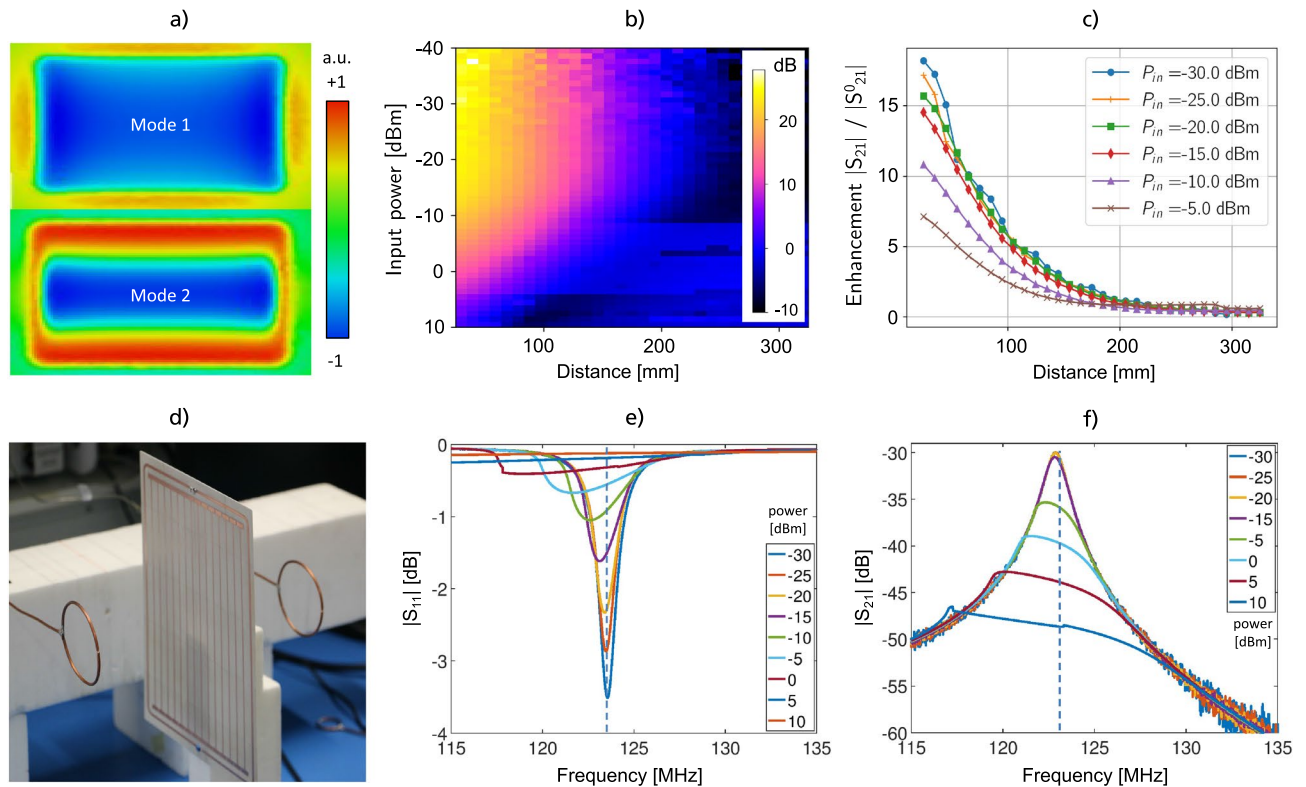 a)
Mode 1
Mode 2
a.u.
+1
-1
b)
Input power [dBm]
-40
-30
-20
-10
0
10
100
200
300
Distance [mm]
dB
20
10
0
-10
c)
Enhancement |S21| / |S⁰21|
15
10
5
0
0
100
200
300
Distance [mm]
Pin =-30.0 dBm
Pin =-25.0 dBm
Pin =-20.0 dBm
Pin =-15.0 dBm
Pin =-10.0 dBm
Pin =-5.0 dBm
d)
e)
|S11| [dB]
0
-1
-2
-3
-4
115
120
125
130
135
Frequency [MHz]
power
[dBm]
-30
-25
-20
-15
-10
-5
0
5
10
f)
|S21| [dB]
-30
-35
-40
-45
-50
-55
-60
115
120
125
130
135
Frequency [MHz]
-30
-25
-20
-15
-5
0
5
10
power
[dBm]